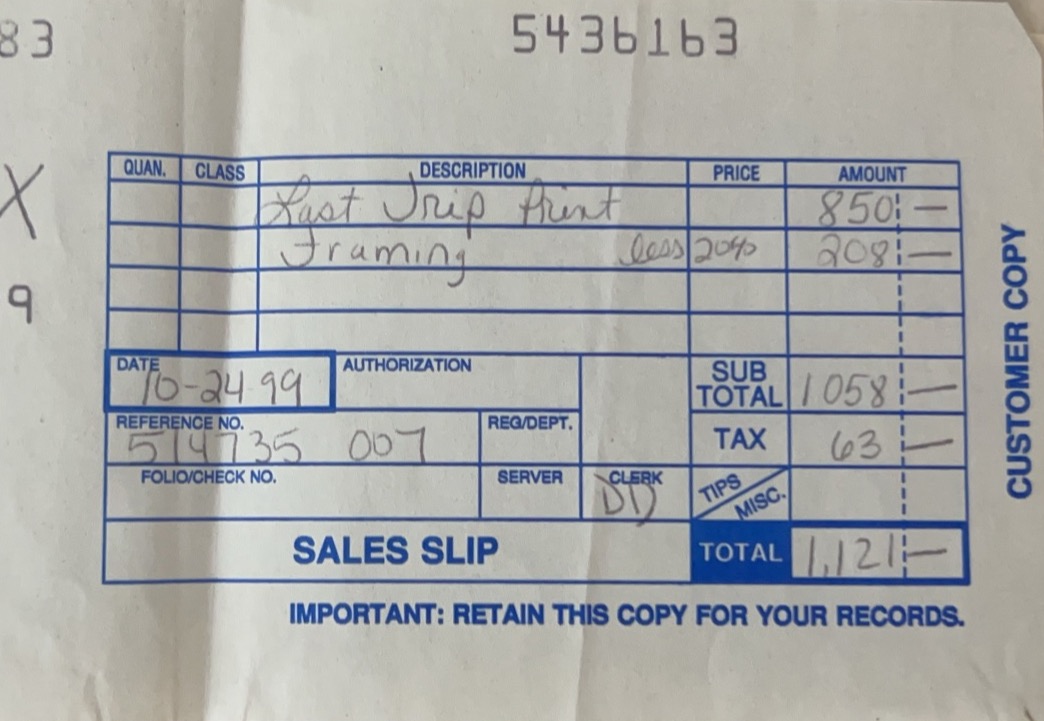 83
5436163
X
9
QUAN. CLASS DESCRIPTION PRICE AMOUNT
Last Trip Print 850 —
Framing less 20% 208 —
DATE AUTHORIZATION
10-24-99
SUB TOTAL 1058 —
REFERENCE NO. REG/DEPT.
514735 007
TAX 63 —
FOLIO/CHECK NO. SERVER CLERK
DD
TIPS MISC.
SALES SLIP
TOTAL 1,121 —
IMPORTANT: RETAIN THIS COPY FOR YOUR RECORDS.
CUSTOMER COPY